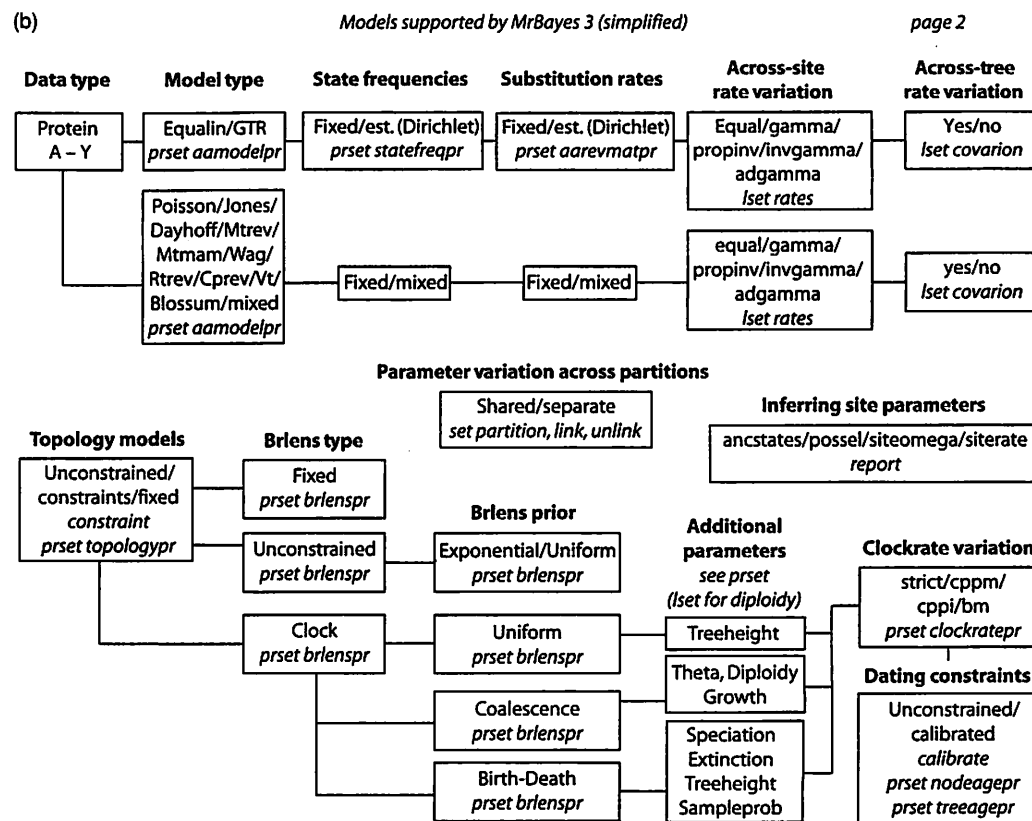 (b)
Models supported by MrBayes 3 (simplified)
page 2
Data type
Model type
State frequencies
Substitution rates
Across-site
rate variation
Across-tree
rate variation
Protein
A – Y
Equalin/GTR
prset aamodelpr
Fixed/est. (Dirichlet)
prset statefreqpr
Fixed/est. (Dirichlet)
prset aarevmatpr
Equal/gamma/
propinv/invgamma/
adgamma
lset rates
Yes/no
lset covarion
Poisson/Jones/
Dayhoff/Mtrev/
Mtmam/Wag/
Rtrev/Cprev/Vt/
Blossum/mixed
prset aamodelpr
Fixed/mixed
Fixed/mixed
equal/gamma/
propinv/invgamma/
adgamma
lset rates
yes/no
lset covarion
Parameter variation across partitions
Shared/separate
set partition, link, unlink
Inferring site parameters
ancstates/possel/siteomega/siterate
report
Topology models
Unconstrained/
constraints/fixed
constraint
prset topologypr
Brlens type
Fixed
prset brlenspr
Unconstrained
prset brlenspr
Clock
prset brlenspr
Brlens prior
Exponential/Uniform
prset brlenspr
Uniform
prset brlenspr
Coalescence
prset brlenspr
Birth-Death
prset brlenspr
Additional
parameters
see prset
(lset for diploidy)
Treeheight
Theta, Diploidy
Growth
Speciation
Extinction
Treeheight
Sampleprob
Clockrate variation
strict/cppm/
cppi/bm
prset clockratepr
Dating constraints
Unconstrained/
calibrated
calibrate
prset nodeagepr
prset treeagepr